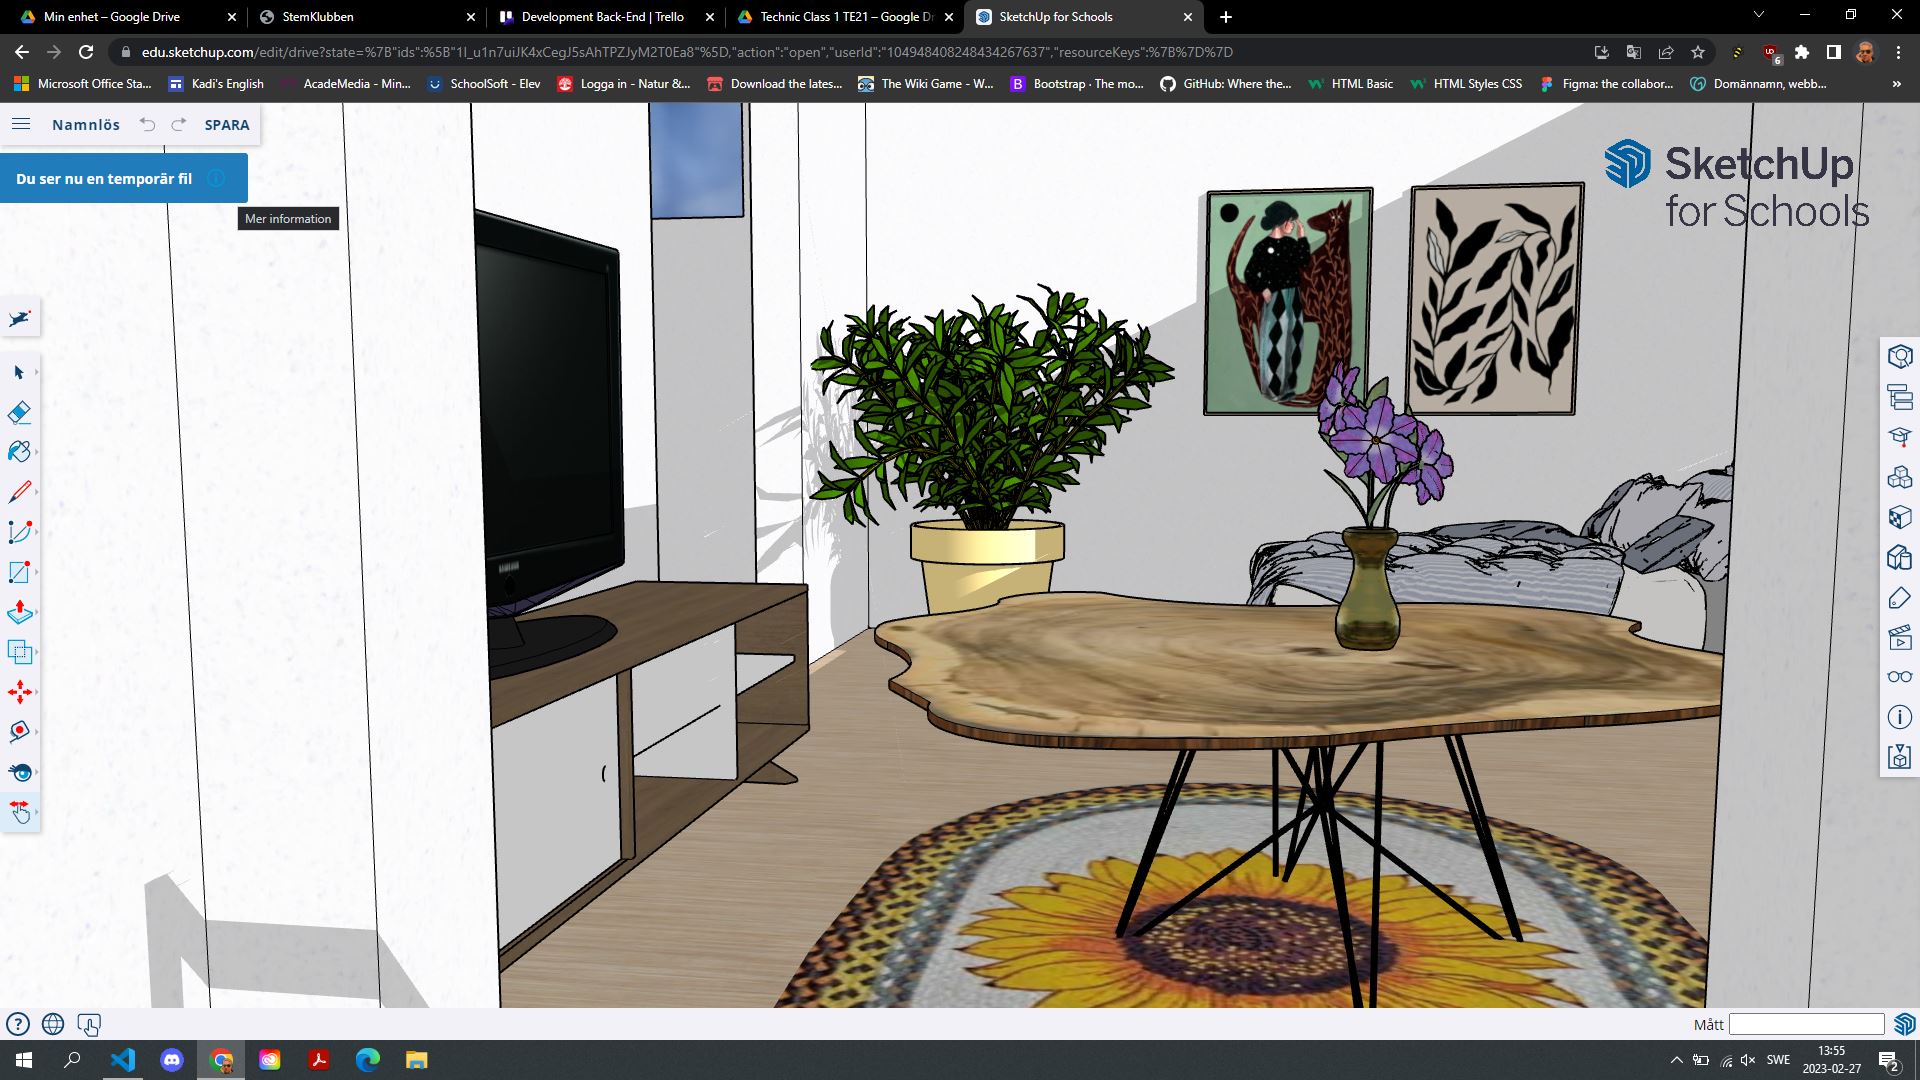 Min enhet – Google Drive
StemKlubben
Development Back-End | Trello
Technic Class 1 TE21 – Google Dr
SketchUp for Schools
edu.sketchup.com/edit/drive?state=%7B"ids":%5B"1l_u1n7uiJK4xCegJ5sAhTPZJyM2T0Ea8"%5D,"action":"open","userId":"104948408248434267637","resourceKeys":%7B%7D%7D
6
Microsoft Office Sta...
Kadi's English
AcadeMedia - Min...
SchoolSoft - Elev
Logga in - Natur &...
Download the lates...
The Wiki Game - W...
Bootstrap · The mo...
GitHub: Where the...
HTML Basic
HTML Styles CSS
Figma: the collabor...
Domännamn, webb...
»
Namnlös
SPARA
Du ser nu en temporär fil
Mer information
SketchUp
for Schools
Mått
SWE
13:55
2023-02-27
2